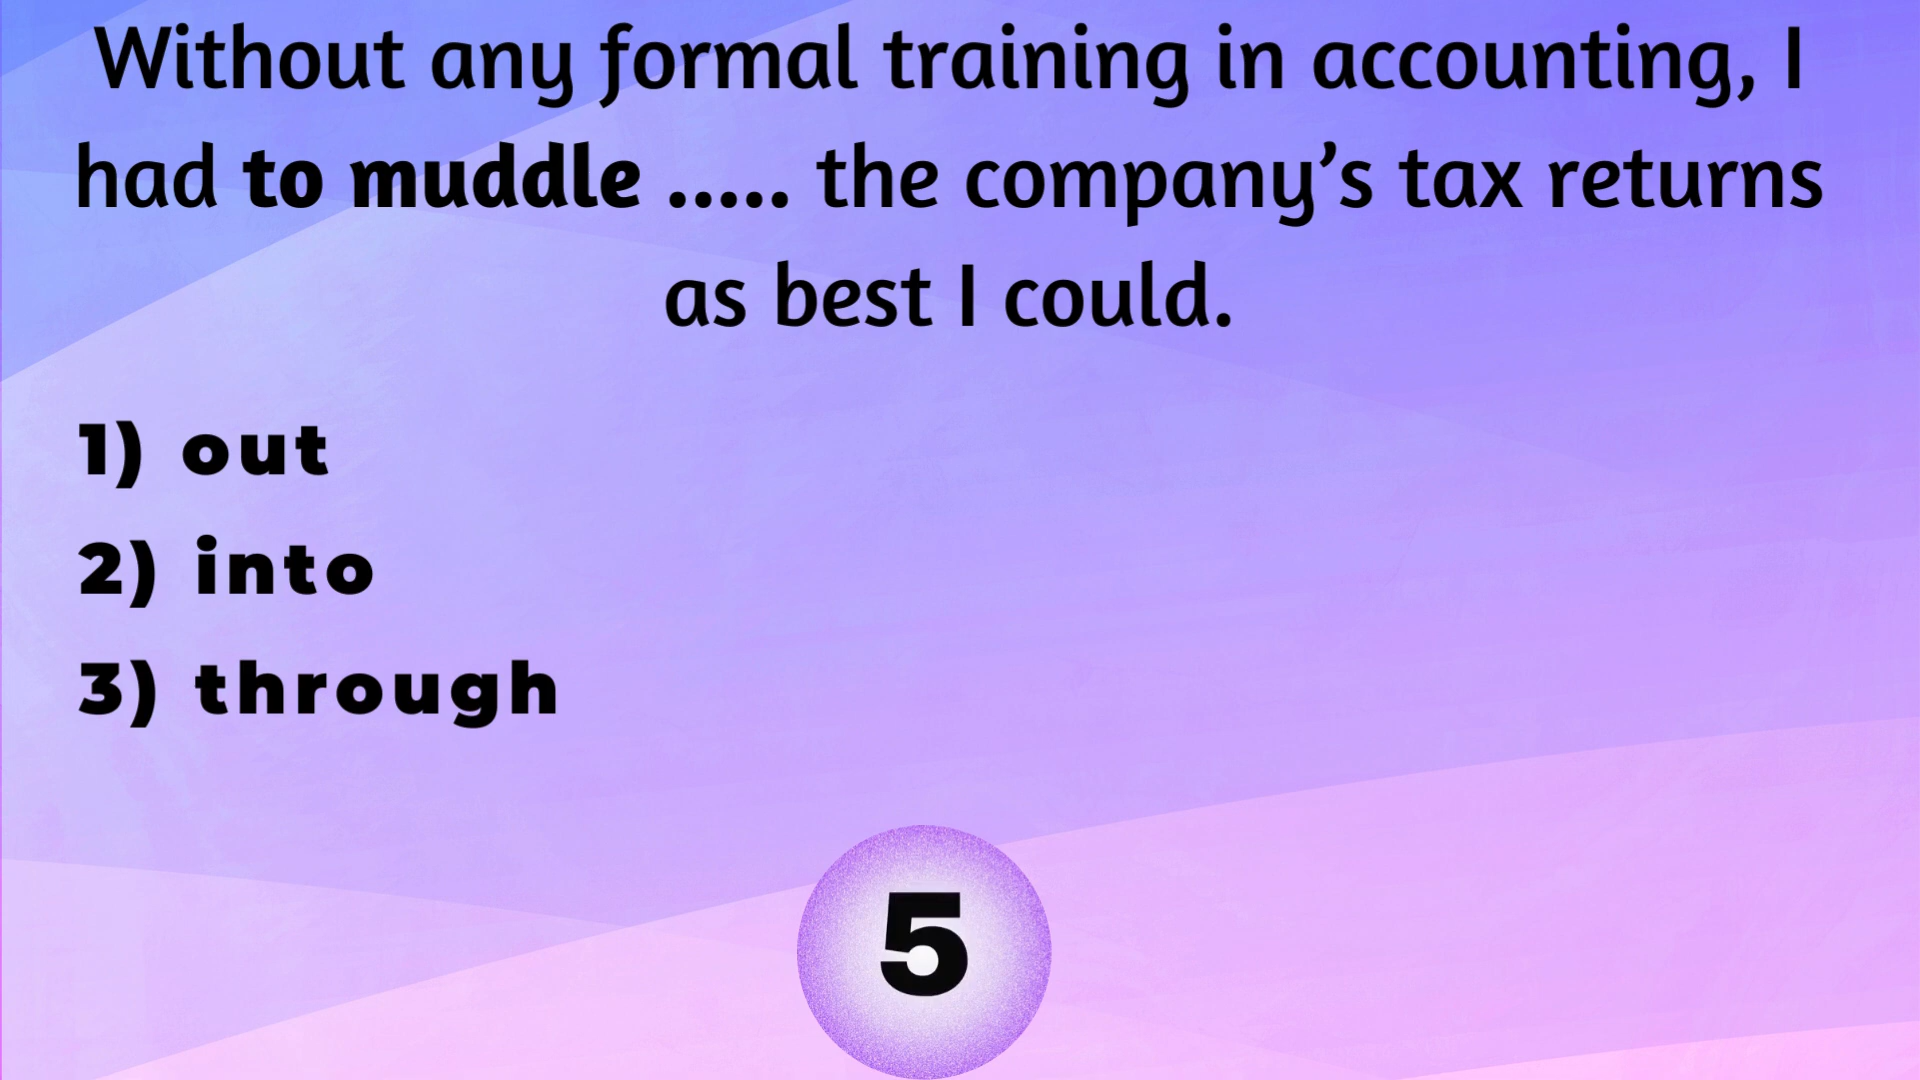 Without any formal training in accounting, I
had to muddle ..... the company’s tax returns
as best I could.
1) out
2) into
3) through
5